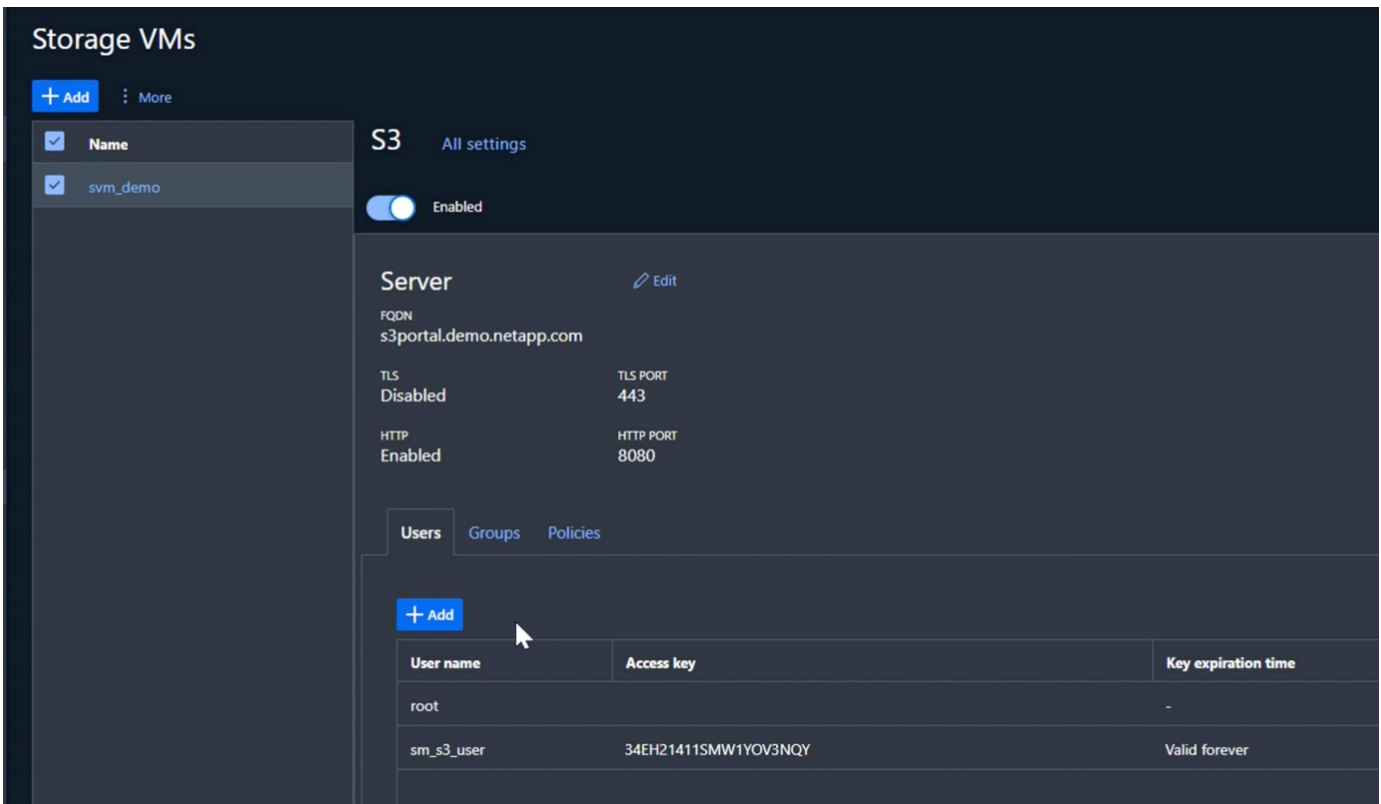 Storage VMs
+ Add ⋮ More
Name
svm_demo
S3 All settings
Enabled
Server Edit
FQDN
s3portal.demo.netapp.com
TLS TLS PORT
Disabled 443
HTTP HTTP PORT
Enabled 8080
Users Groups Policies
+ Add
User name Access key Key expiration time
root -
sm_s3_user 34EH21411SMW1YOV3NQY Valid forever